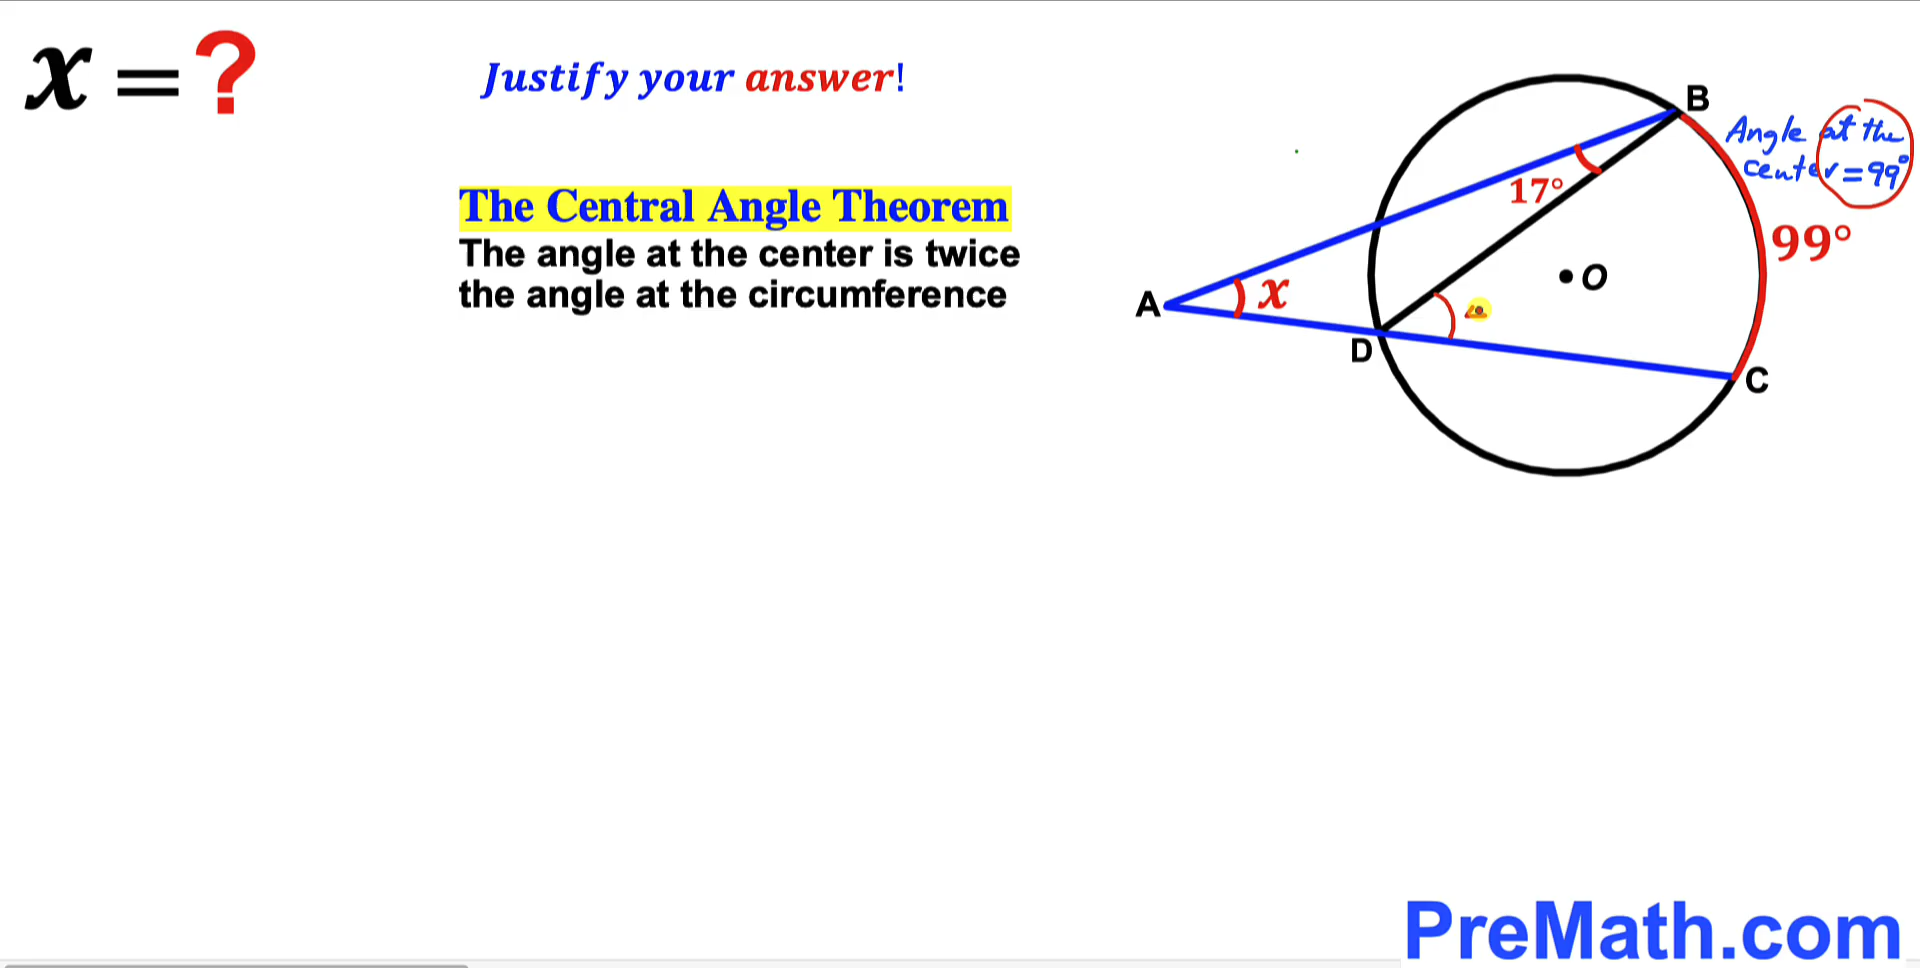 x = ?
Justify your answer!
The Central Angle Theorem
The angle at the center is twice
the angle at the circumference
B
Angle at the
center = 99°
17°
99°
O
A
x
D
C
PreMath.com